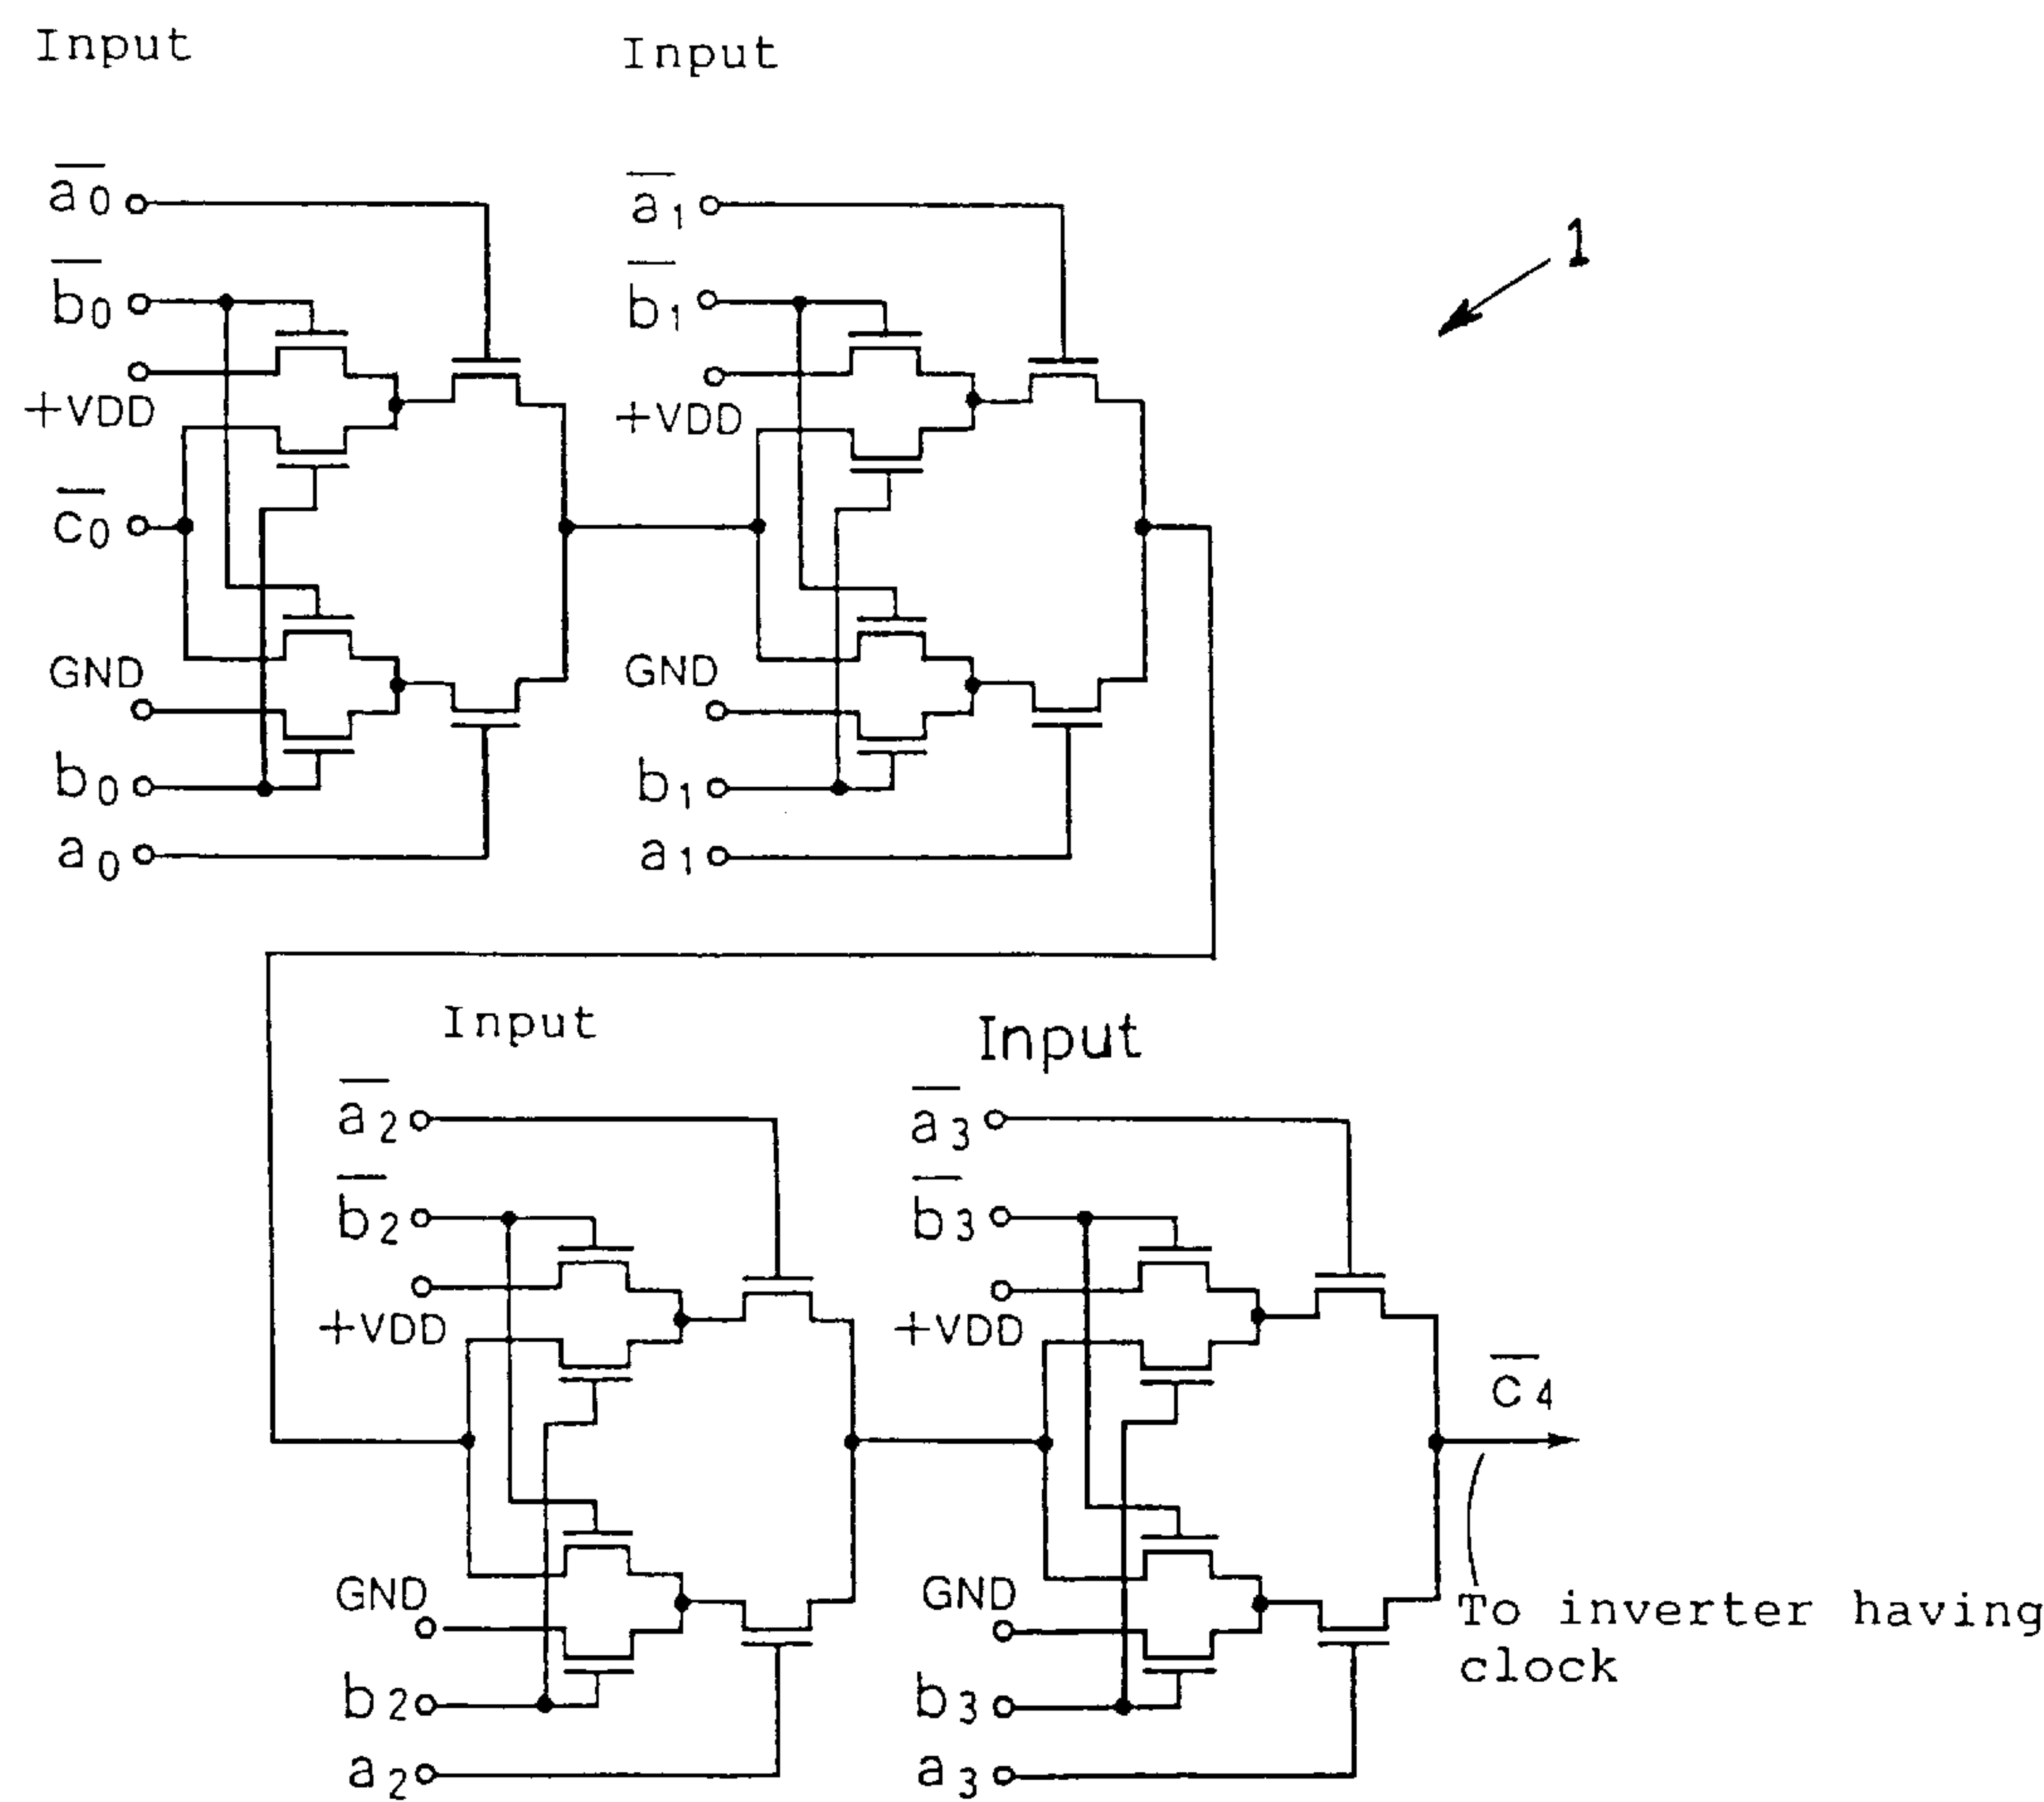 Input
a̅0
b̅0
+VDD
c̅0
GND
b0
a0
Input
a̅1
b̅1
+VDD
GND
b1
a1
1
Input
a̅2
b̅2
+VDD
GND
b2
a2
Input
a̅3
b̅3
+VDD
GND
b3
a3
c̅4
To inverter having
clock